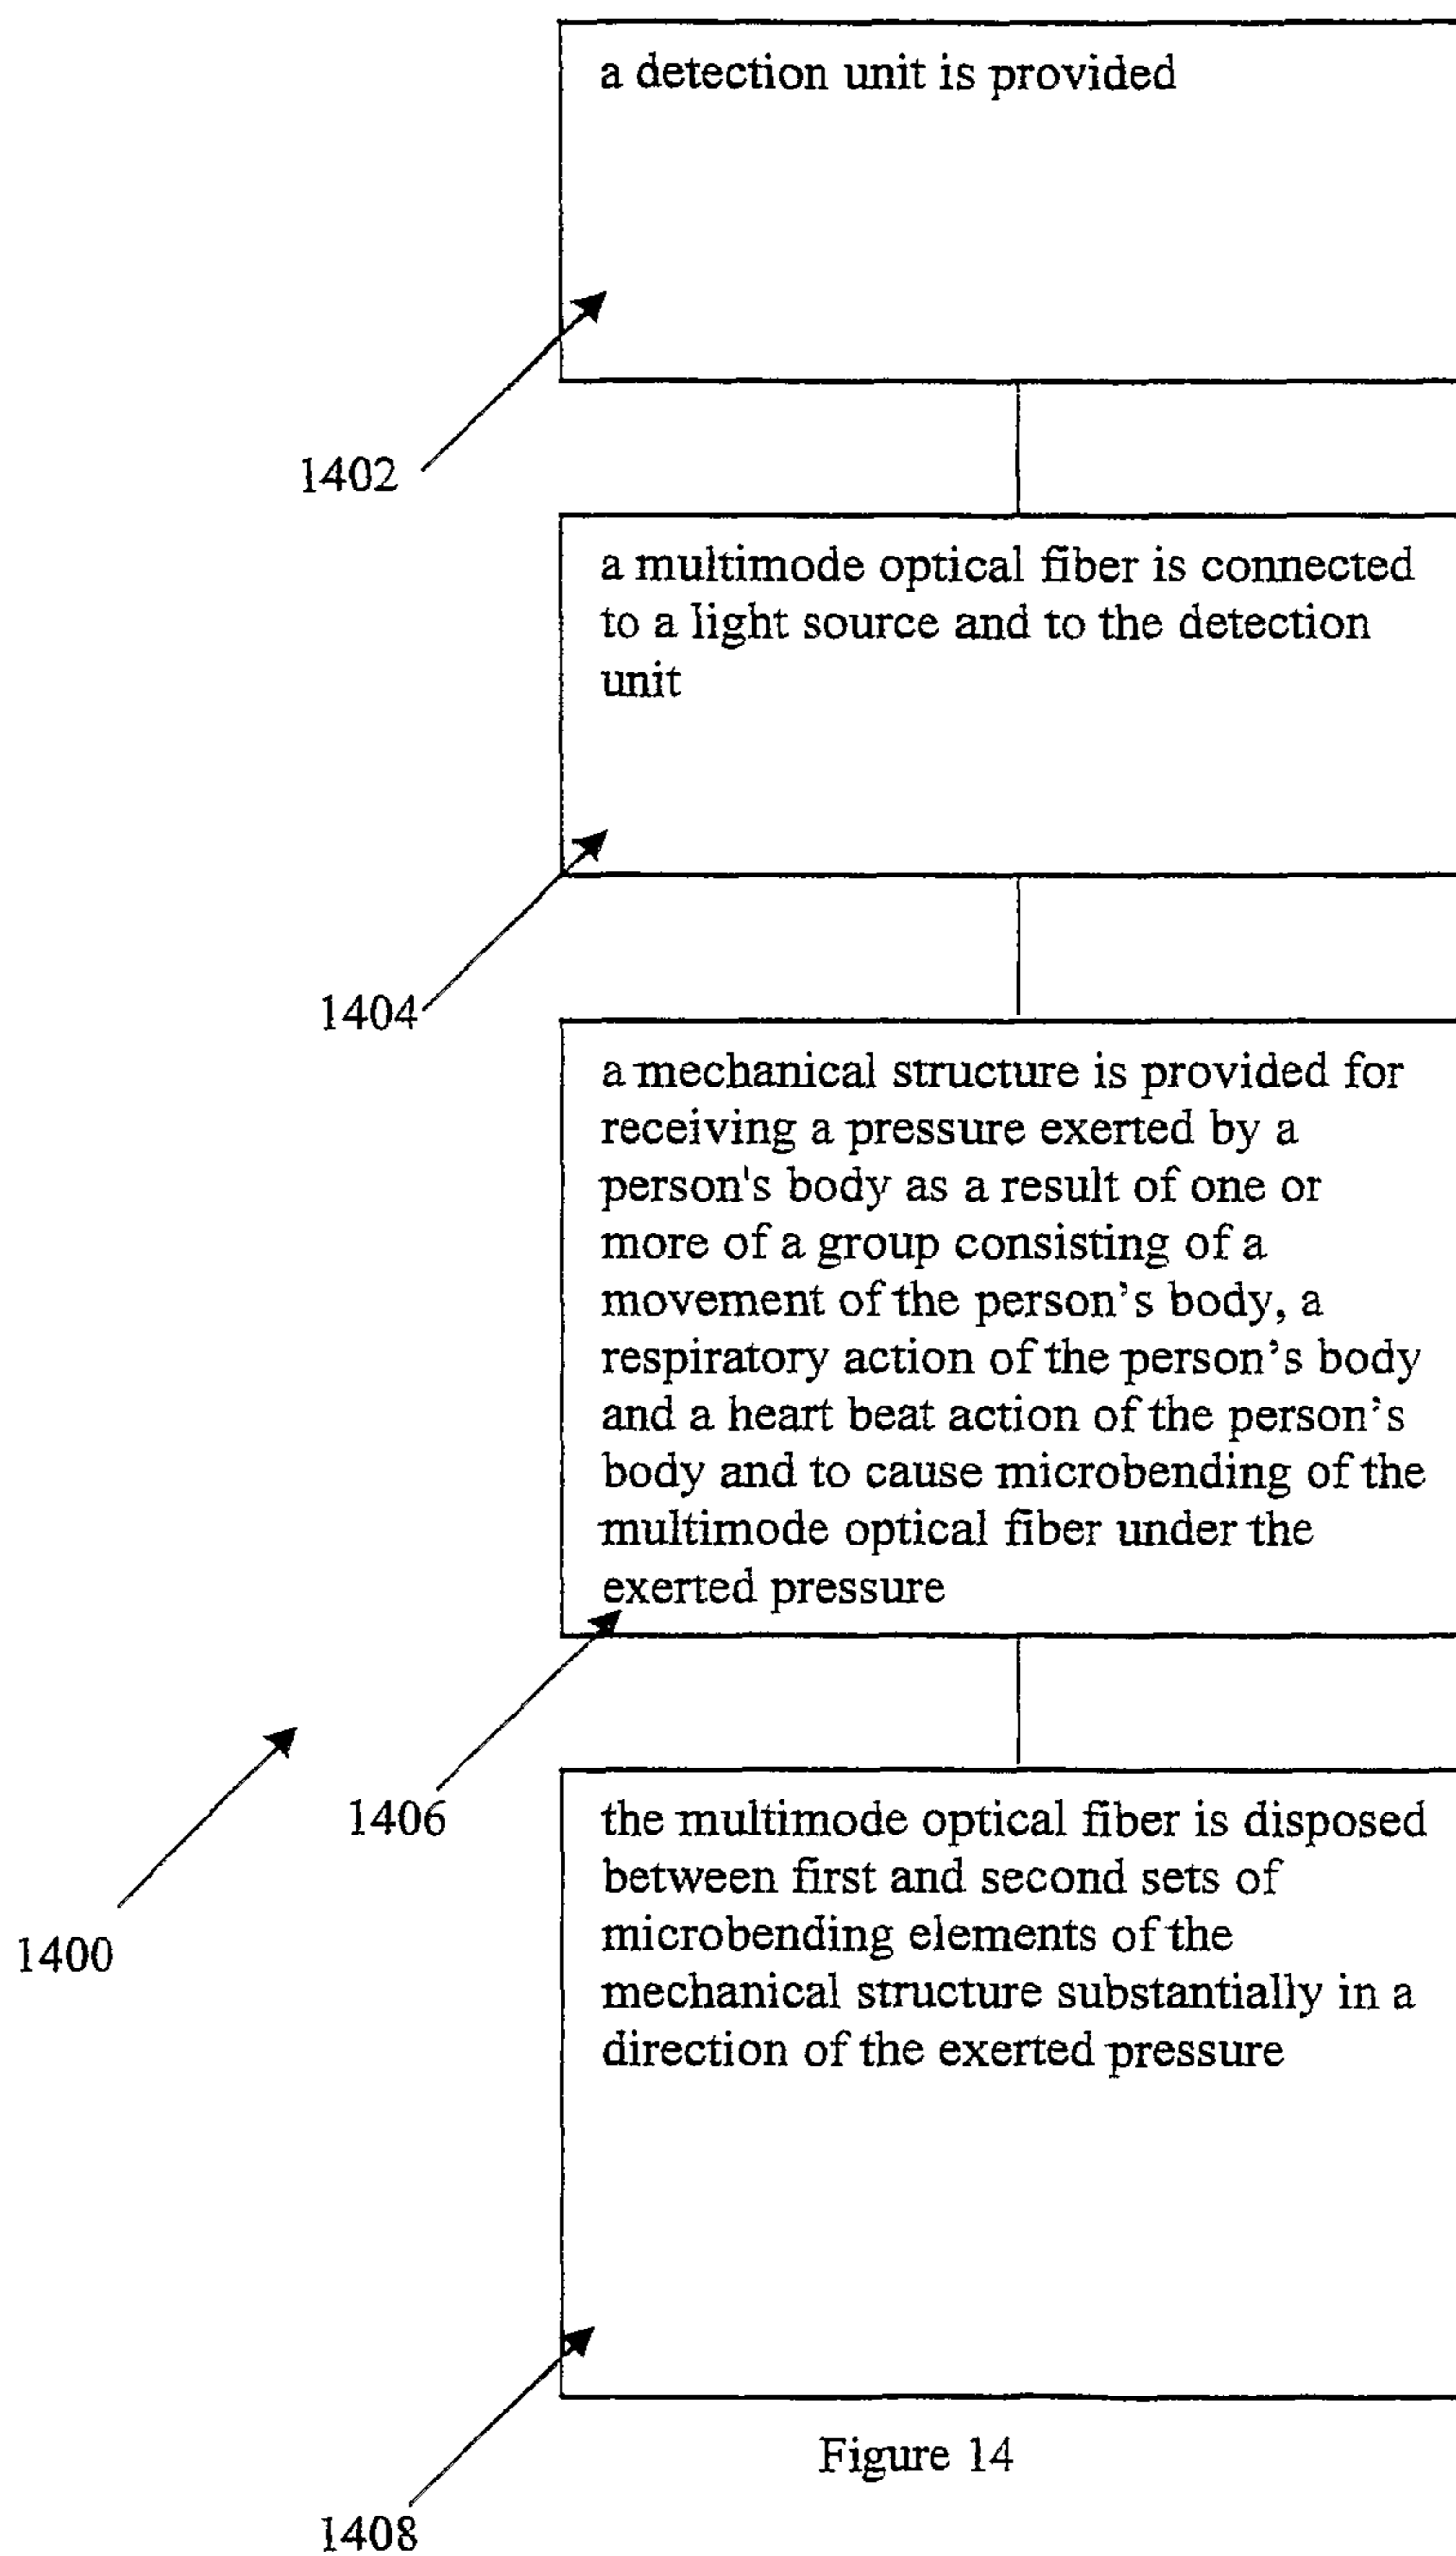 a detection unit is provided
1402
a multimode optical fiber is connected
to a light source and to the detection
unit
1404
a mechanical structure is provided for
receiving a pressure exerted by a
person's body as a result of one or
more of a group consisting of a
movement of the person’s body, a
respiratory action of the person’s body
and a heart beat action of the person’s
body and to cause microbending of the
multimode optical fiber under the
exerted pressure
1406
1400
the multimode optical fiber is disposed
between first and second sets of
microbending elements of the
mechanical structure substantially in a
direction of the exerted pressure
1408
Figure 14